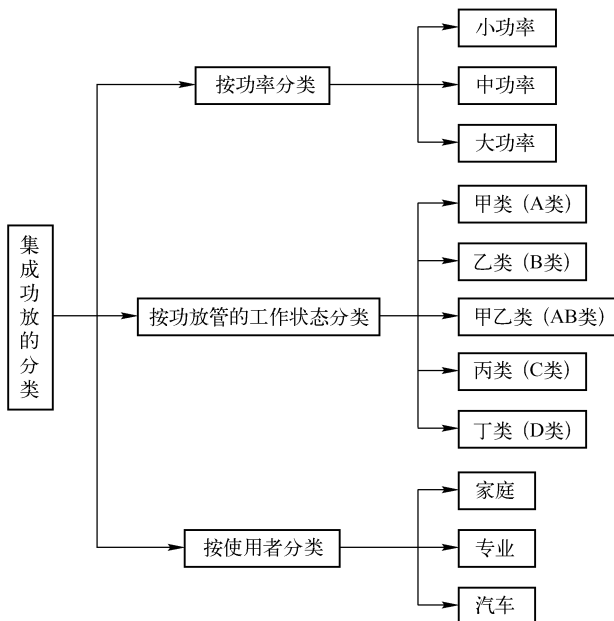 集成功放的分类
按功率分类
小功率
中功率
大功率
按功放管的工作状态分类
甲类（A类）
乙类（B类）
甲乙类（AB类）
丙类（C类）
丁类（D类）
按使用者分类
家庭
专业
汽车